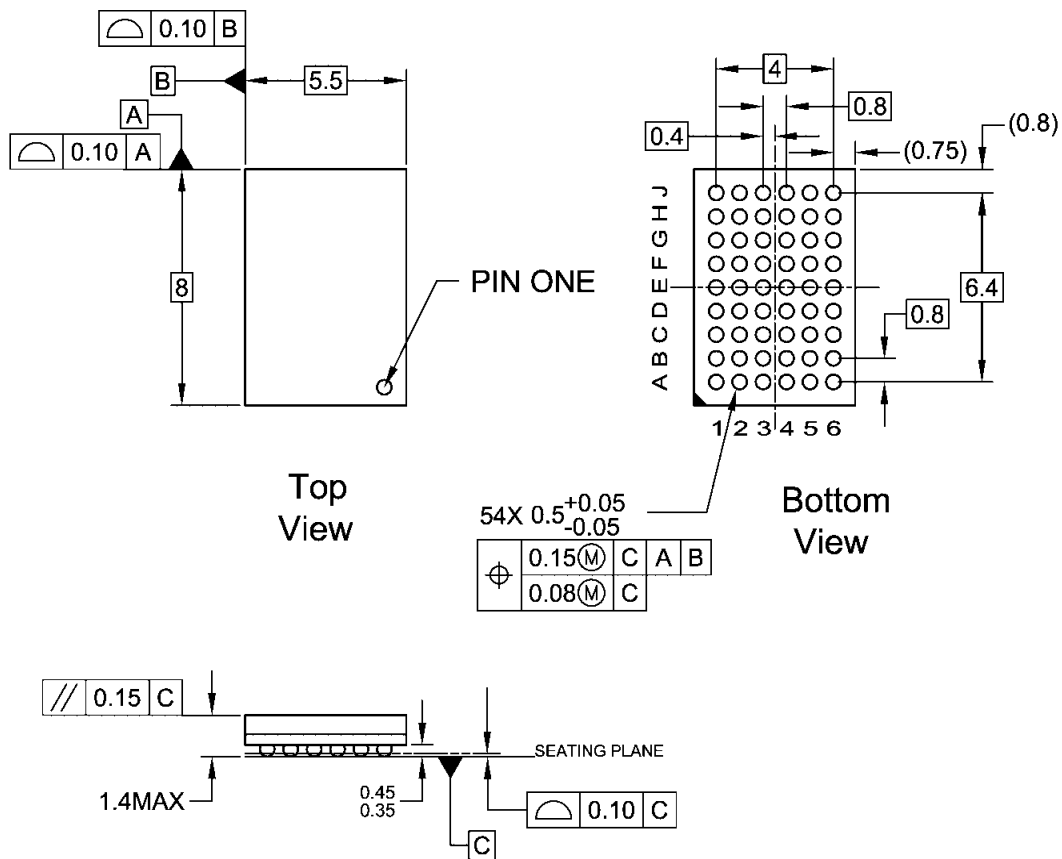 0.10 B
B
5.5
A
0.10 A
8
PIN ONE
Top
View
4
0.8
0.4
(0.8)
(0.75)
J
H
G
F
E
D
C
B
A
6.4
0.8
1 2 3 4 5 6
54X 0.5 +0.05
-0.05
0.15 Ⓜ C A B
0.08 Ⓜ C
Bottom
View
// 0.15 C
1.4MAX
0.45
0.35
SEATING PLANE
0.10 C
C